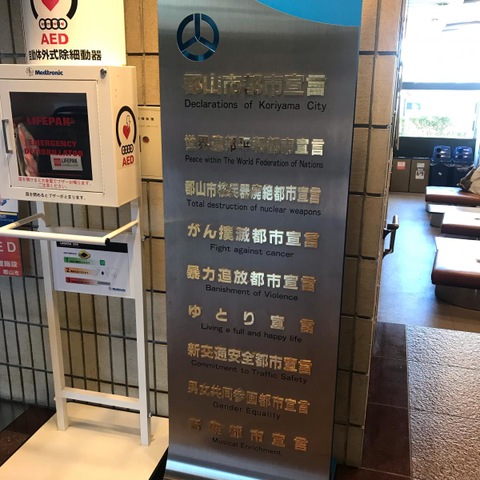 AED
自動体外式除細動器
Medtronic
LIFEPAK
EMERGENCY
DEFIBRILLATOR
AED
郡山市都市宣言
Declarations of Koriyama City
世界連邦平和都市宣言
Peace within The World Federation of Nations
郡山市核兵器廃絶都市宣言
Total destruction of nuclear weapons
がん撲滅都市宣言
Fight against cancer
暴力追放都市宣言
Banishment of Violence
ゆとり宣言
Living a full and happy life
新交通安全都市宣言
Commitment to Traffic Safety
男女共同参画都市宣言
Gender Equality
音楽都市宣言
Musical Enrichment